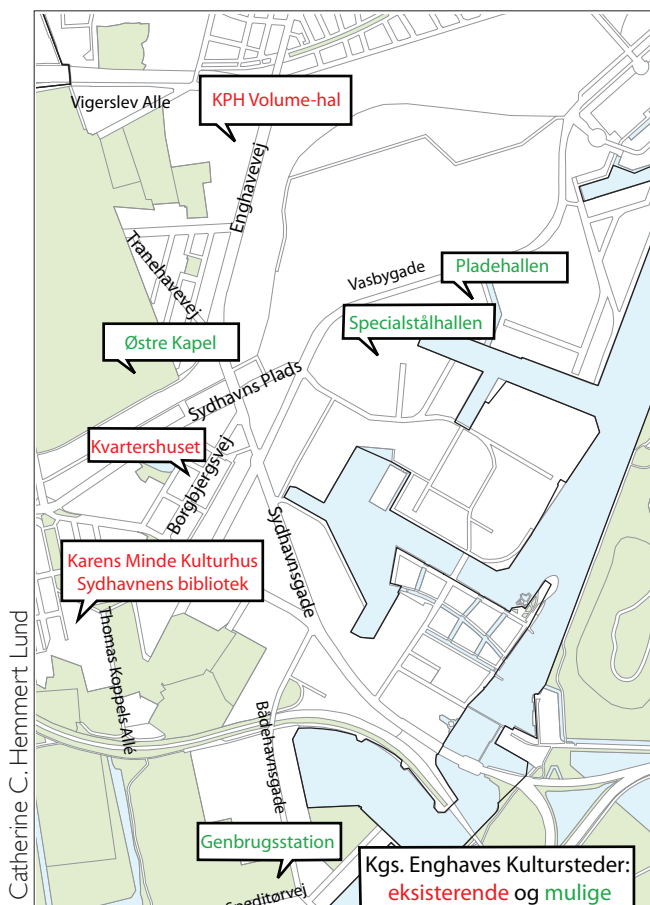 Vigerslev Alle
KPH Volume-hal
Enghavevej
Tranehavevej
Vasbygade
Pladehallen
Specialstålhallen
Østre Kapel
Sydhavns Plads
Kvartershuset
Borgbjergsvej
Sydhavnsgade
Karens Minde Kulturhus
Sydhavnens bibliotek
Thomas Koppels Allé
Bådehavnsgade
Genbrugsstation
Kgs. Enghaves Kultursteder:
eksisterende og mulige
Catherine C. Hemmert Lund